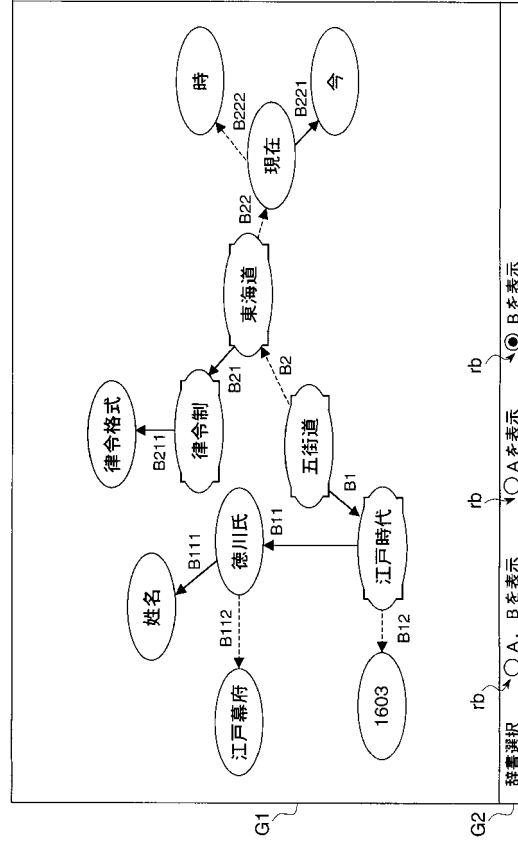 時
B222
B221
今
現在
B22
東海道
B21
B2
律令格式
B211
律令制
五街道
B1
徳川氏
B11
江戸時代
B111
姓名
B112
B12
江戸幕府
1603
G1
G2
辞書選択
rb
A、Bを表示
rb
Aを表示
rb
Bを表示